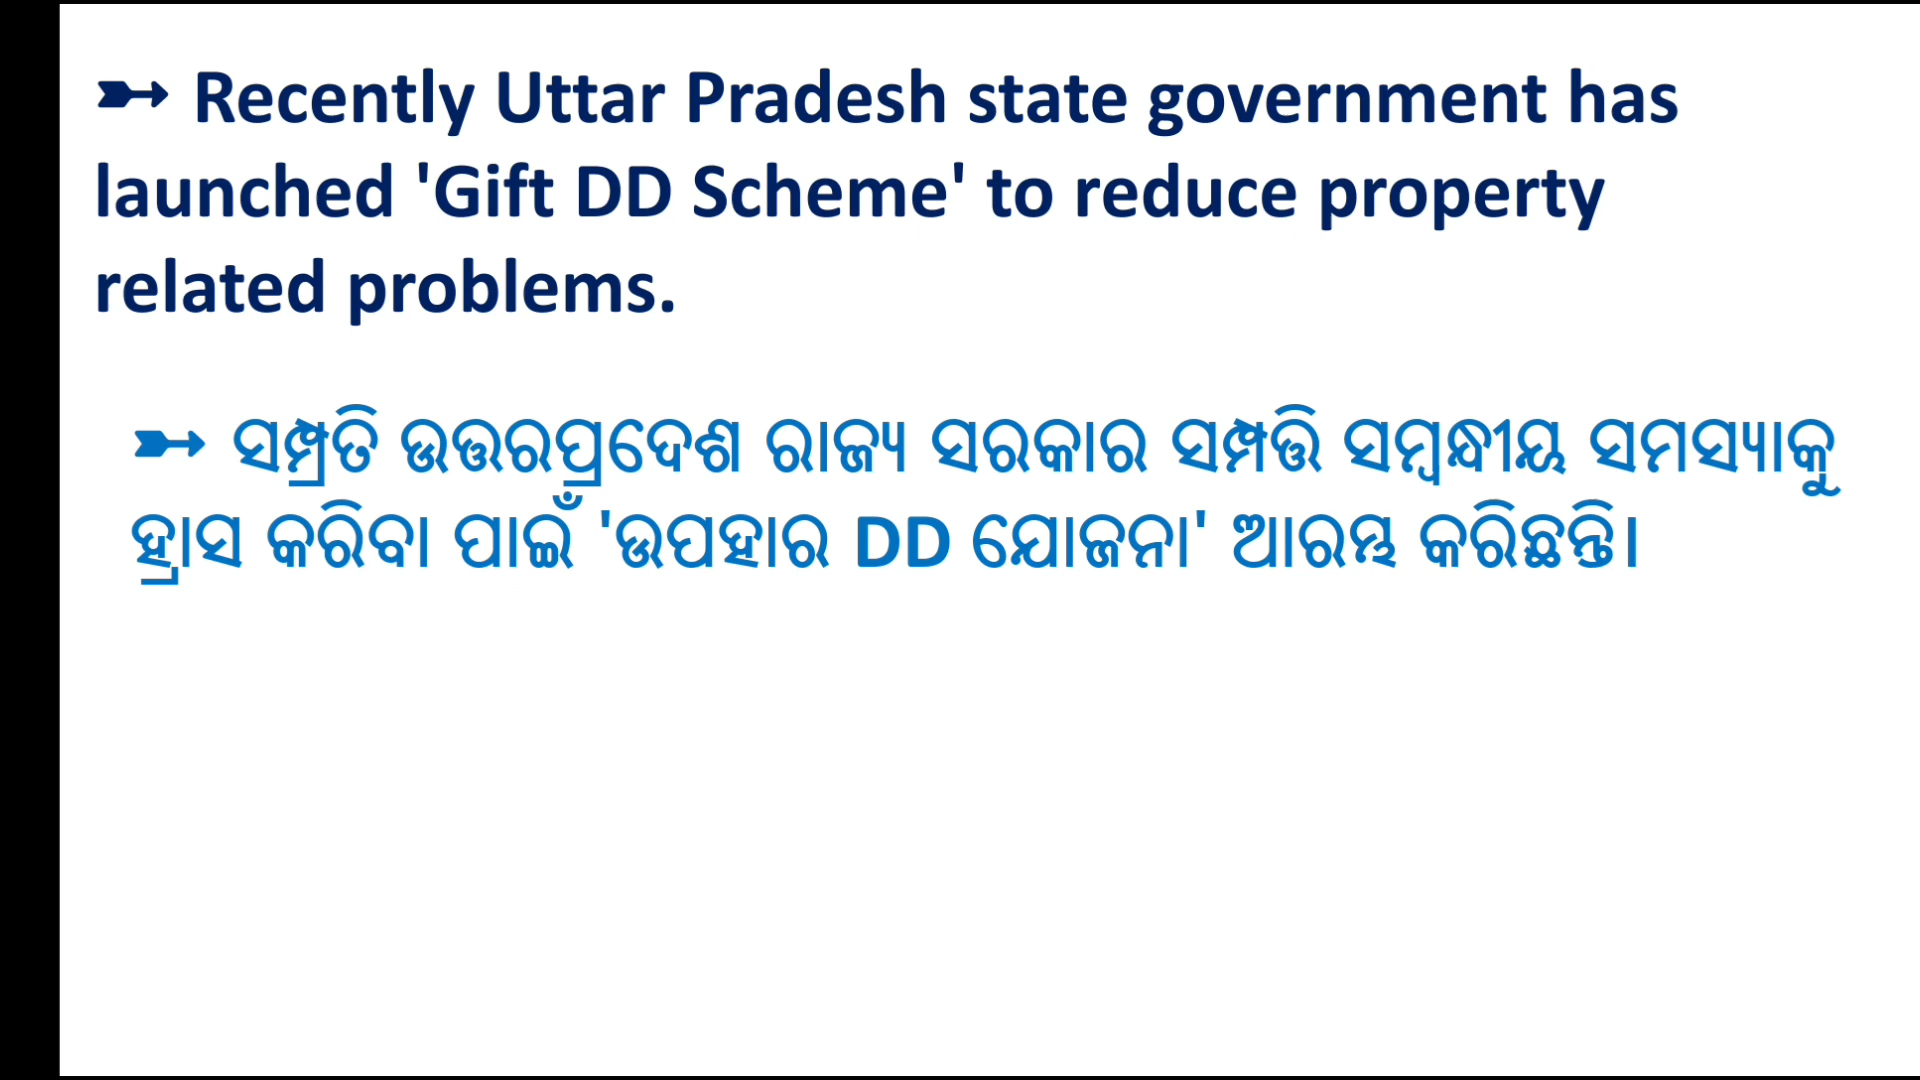 ➵ Recently Uttar Pradesh state government has
launched 'Gift DD Scheme' to reduce property
related problems.
➵ ସମ୍ପ୍ରତି ଉତ୍ତରପ୍ରଦେଶ ରାଜ୍ୟ ସରକାର ସମ୍ପତ୍ତି ସମ୍ବନ୍ଧୀୟ ସମସ୍ୟାକୁ
ହ୍ରାସ କରିବା ପାଇଁ 'ଉପହାର DD ଯୋଜନା' ଆରମ୍ଭ କରିଛନ୍ତି।